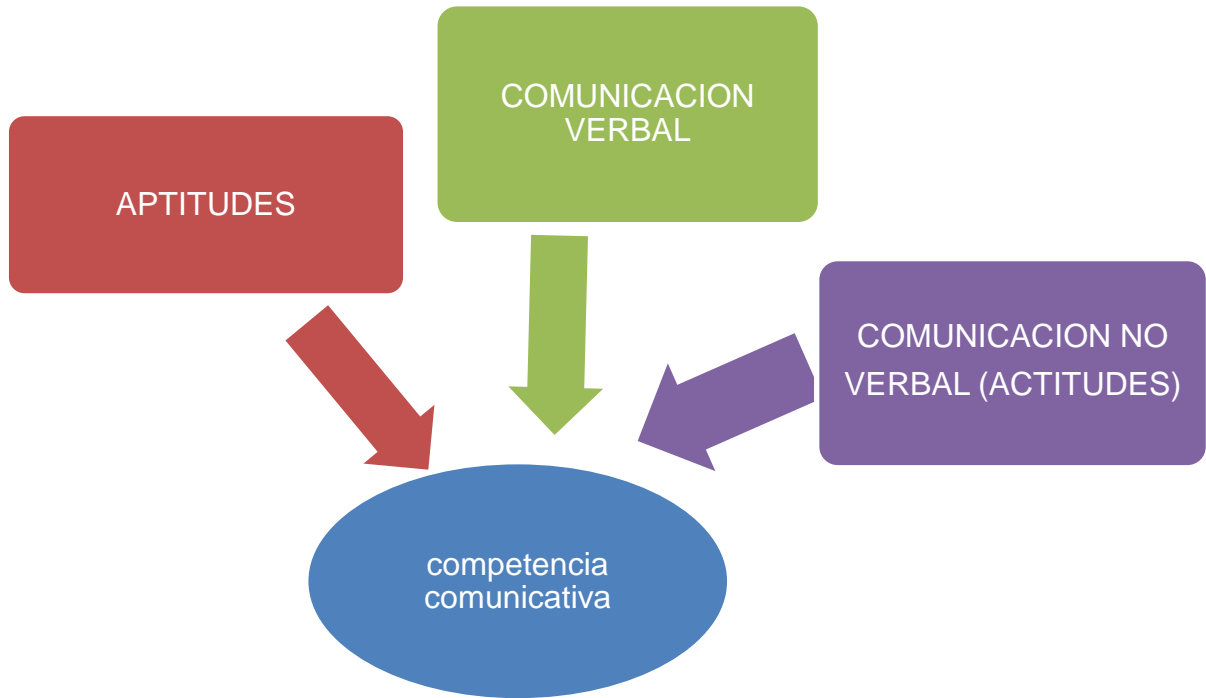 APTITUDES
COMUNICACION
VERBAL
COMUNICACION NO
VERBAL (ACTITUDES)
competencia
comunicativa